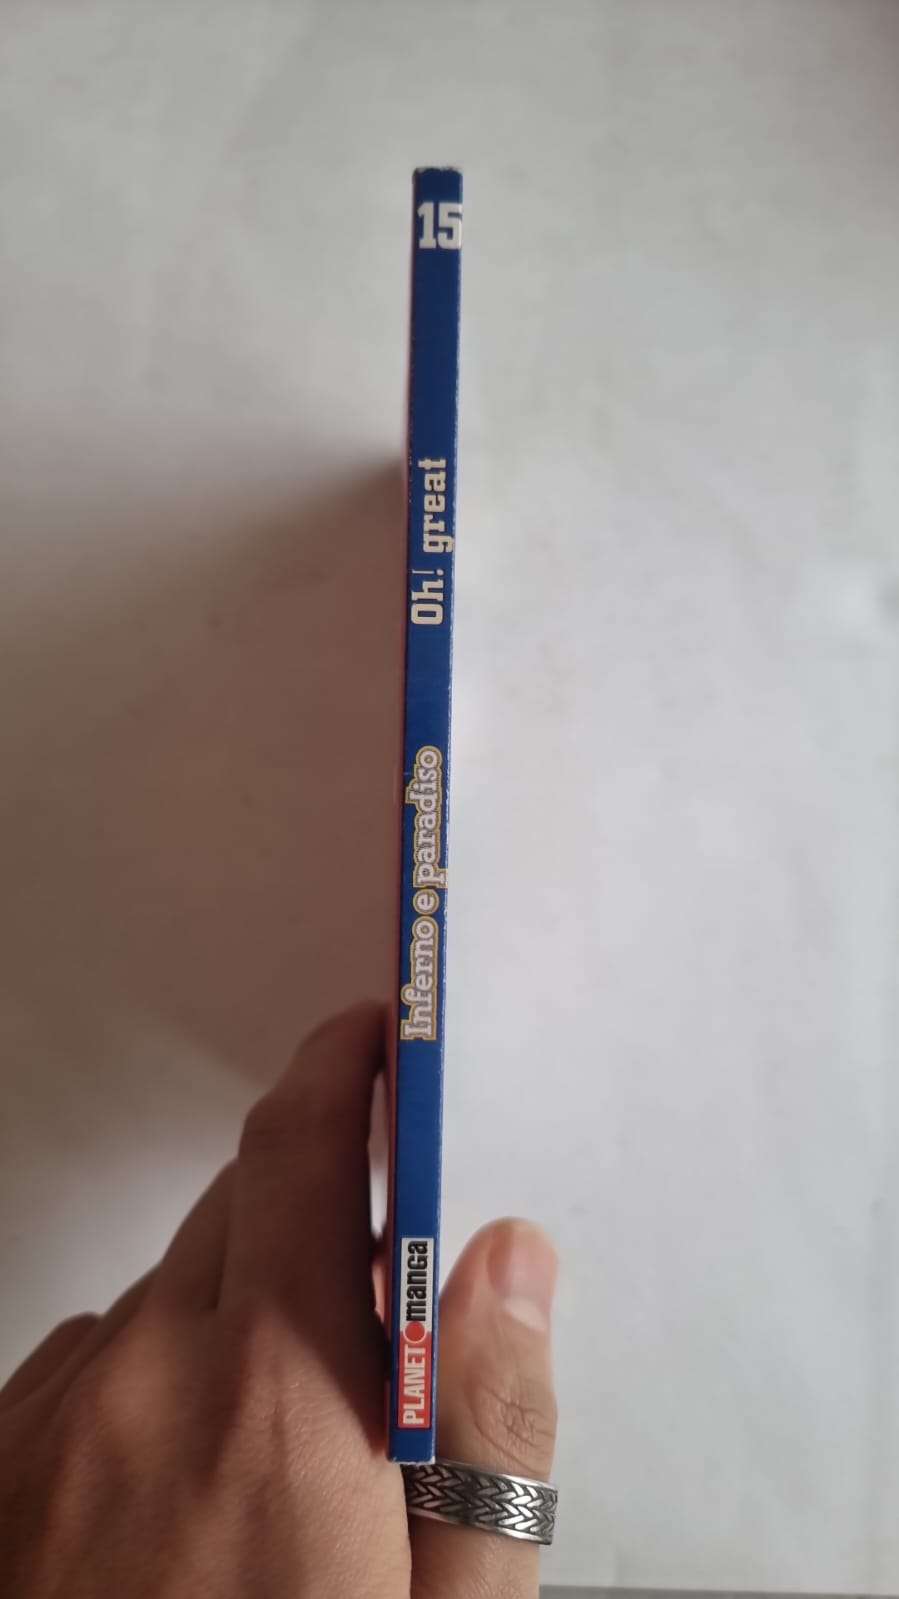 15
Oh! great
Inferno e paradiso
PLANET manga